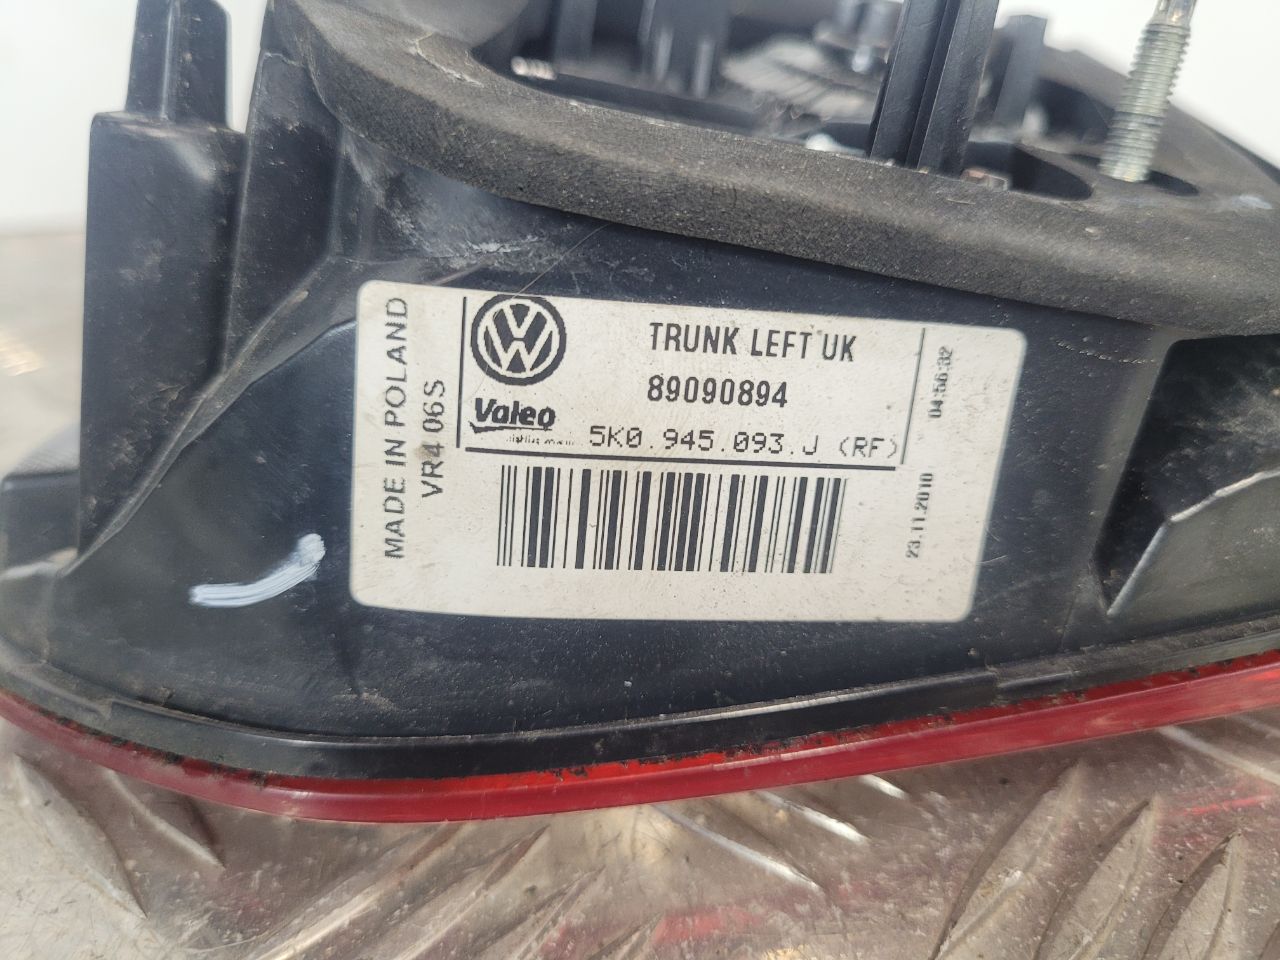 MADE IN POLAND
VR4 06S
TRUNK LEFT UK
89090894
Valeo
5K0.945.093.J (RF)
04:56:32
23.11.2010